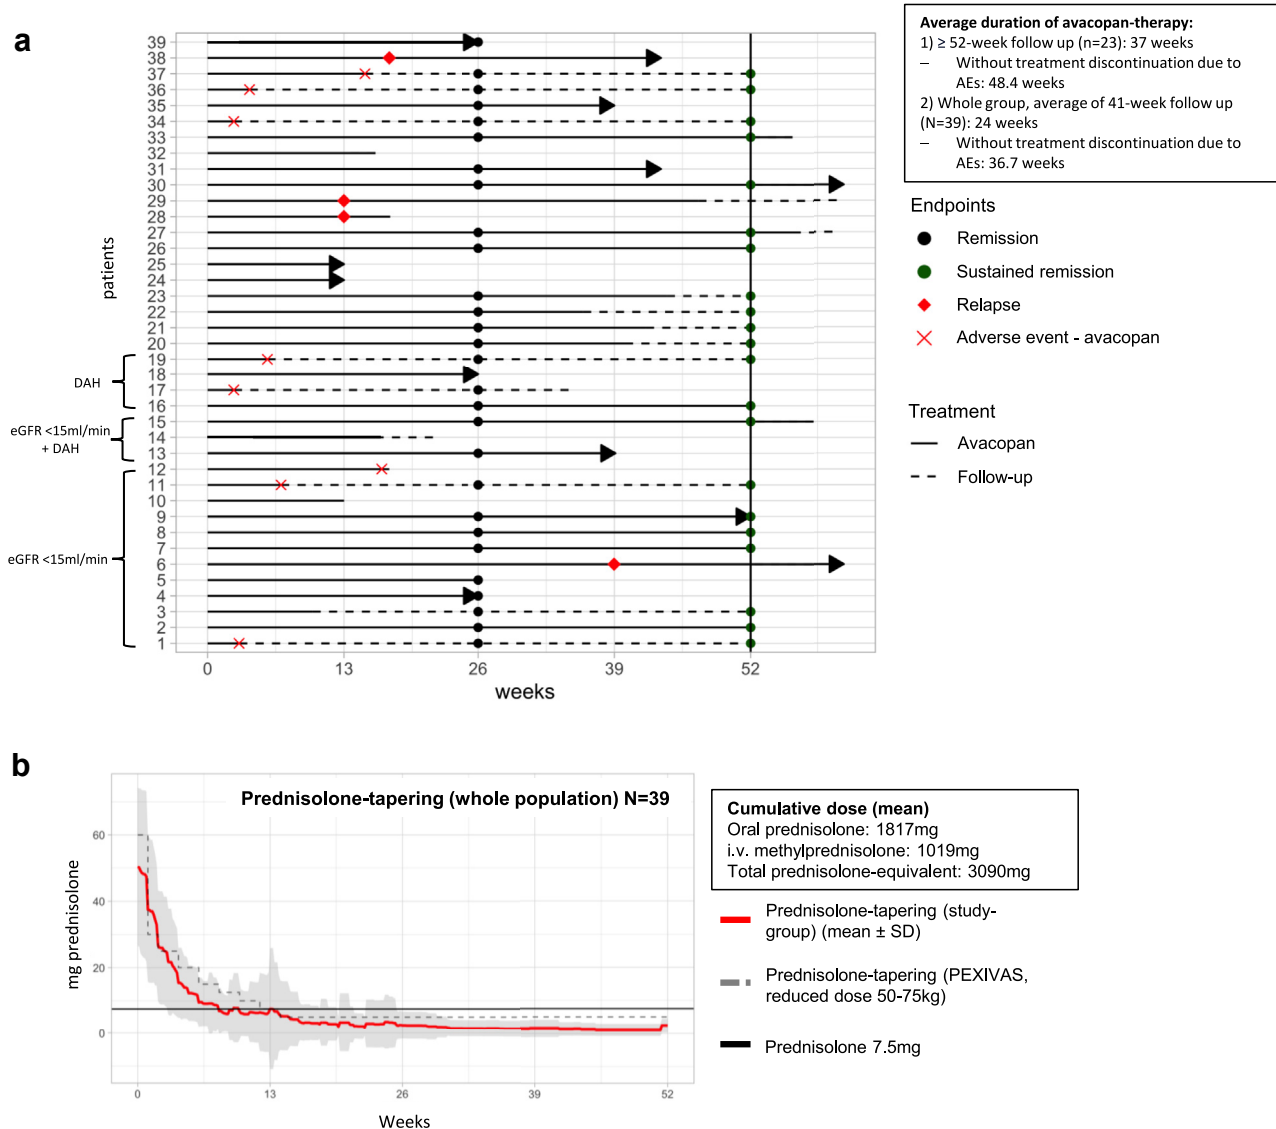 a
Average duration of avacopan-therapy:
1) ≥ 52-week follow up (n=23): 37 weeks
– Without treatment discontinuation due to
AEs: 48.4 weeks
2) Whole group, average of 41-week follow up
(N=39): 24 weeks
– Without treatment discontinuation due to
AEs: 36.7 weeks
39
38
37
36
35
34
33
32
31
30
29
28
27
26
25
24
23
22
21
20
19
18
17
16
15
14
13
12
11
10
9
8
7
6
5
4
3
2
1
patients
DAH
eGFR <15ml/min
+ DAH
eGFR <15ml/min
0 13 26 39 52
weeks
Endpoints
Remission
Sustained remission
Relapse
Adverse event - avacopan
Treatment
Avacopan
Follow-up
b
Prednisolone-tapering (whole population) N=39
mg prednisolone
60
40
20
0
0 13 26 39 52
Weeks
Cumulative dose (mean)
Oral prednisolone: 1817mg
i.v. methylprednisolone: 1019mg
Total prednisolone-equivalent: 3090mg
Prednisolone-tapering (study-
group) (mean ± SD)
Prednisolone-tapering (PEXIVAS,
reduced dose 50-75kg)
Prednisolone 7.5mg